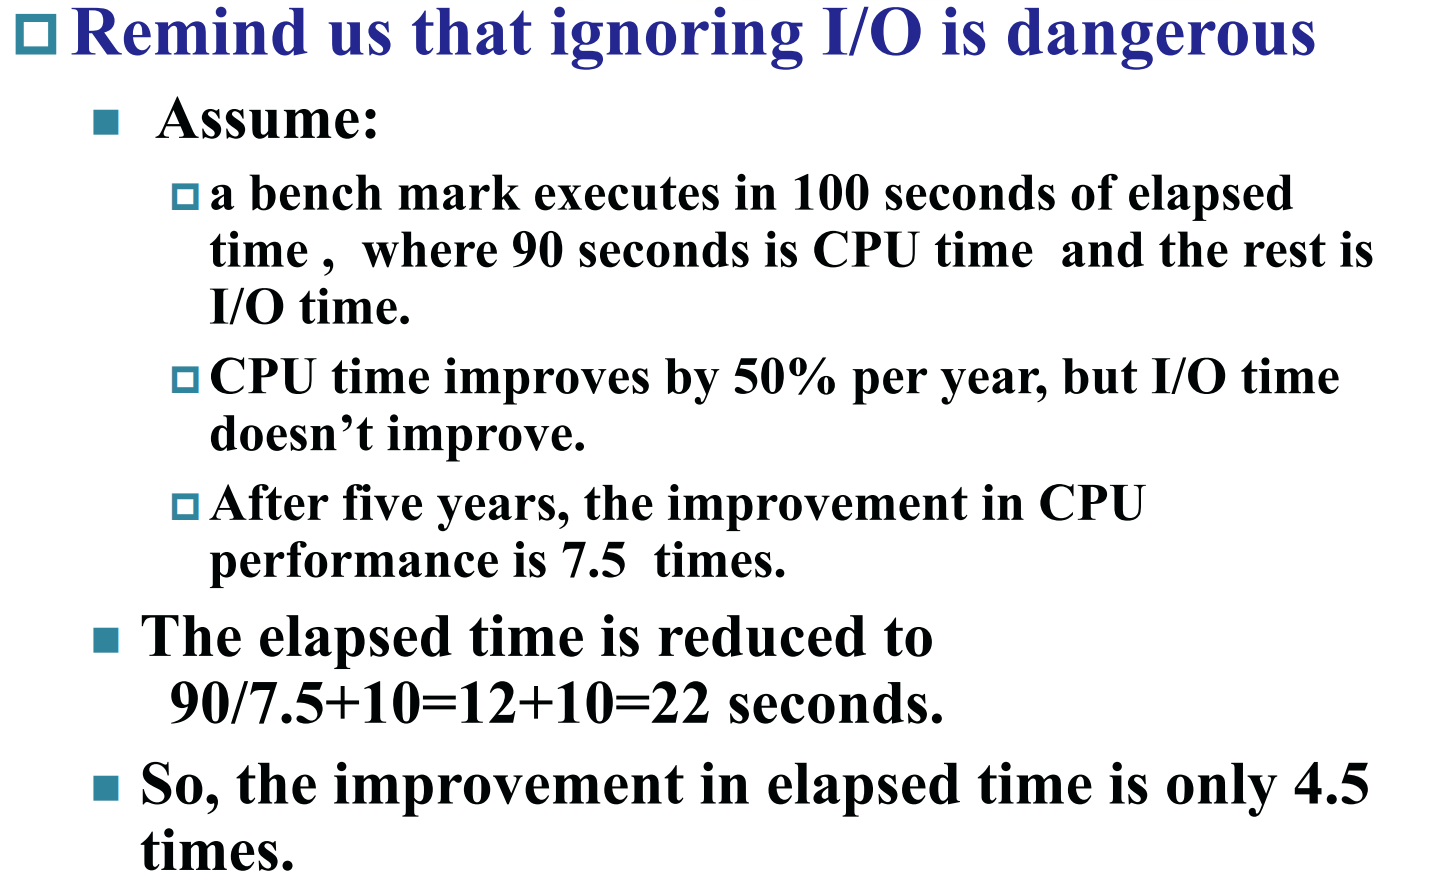 Remind us that ignoring I/O is dangerous
Assume:
a bench mark executes in 100 seconds of elapsed
time , where 90 seconds is CPU time and the rest is
I/O time.
CPU time improves by 50% per year, but I/O time
doesn’t improve.
After five years, the improvement in CPU
performance is 7.5 times.
The elapsed time is reduced to
90/7.5+10=12+10=22 seconds.
So, the improvement in elapsed time is only 4.5
times.